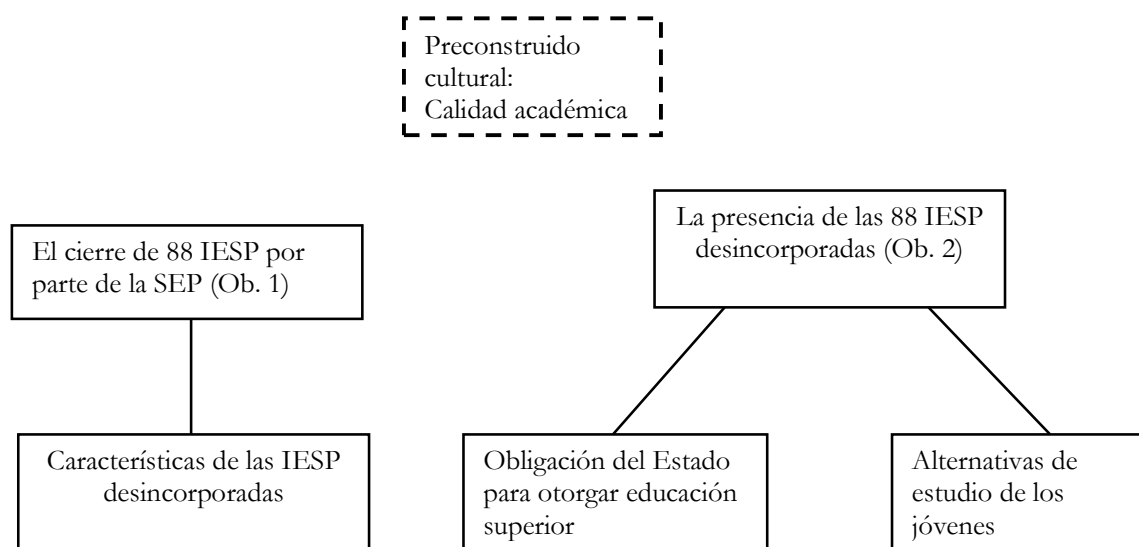 Preconstruido
cultural:
Calidad académica
El cierre de 88 IESP por
parte de la SEP (Ob. 1)
La presencia de las 88 IESP
desincorporadas (Ob. 2)
Características de las IESP
desincorporadas
Obligación del Estado
para otorgar educación
superior
Alternativas de
estudio de los
jóvenes